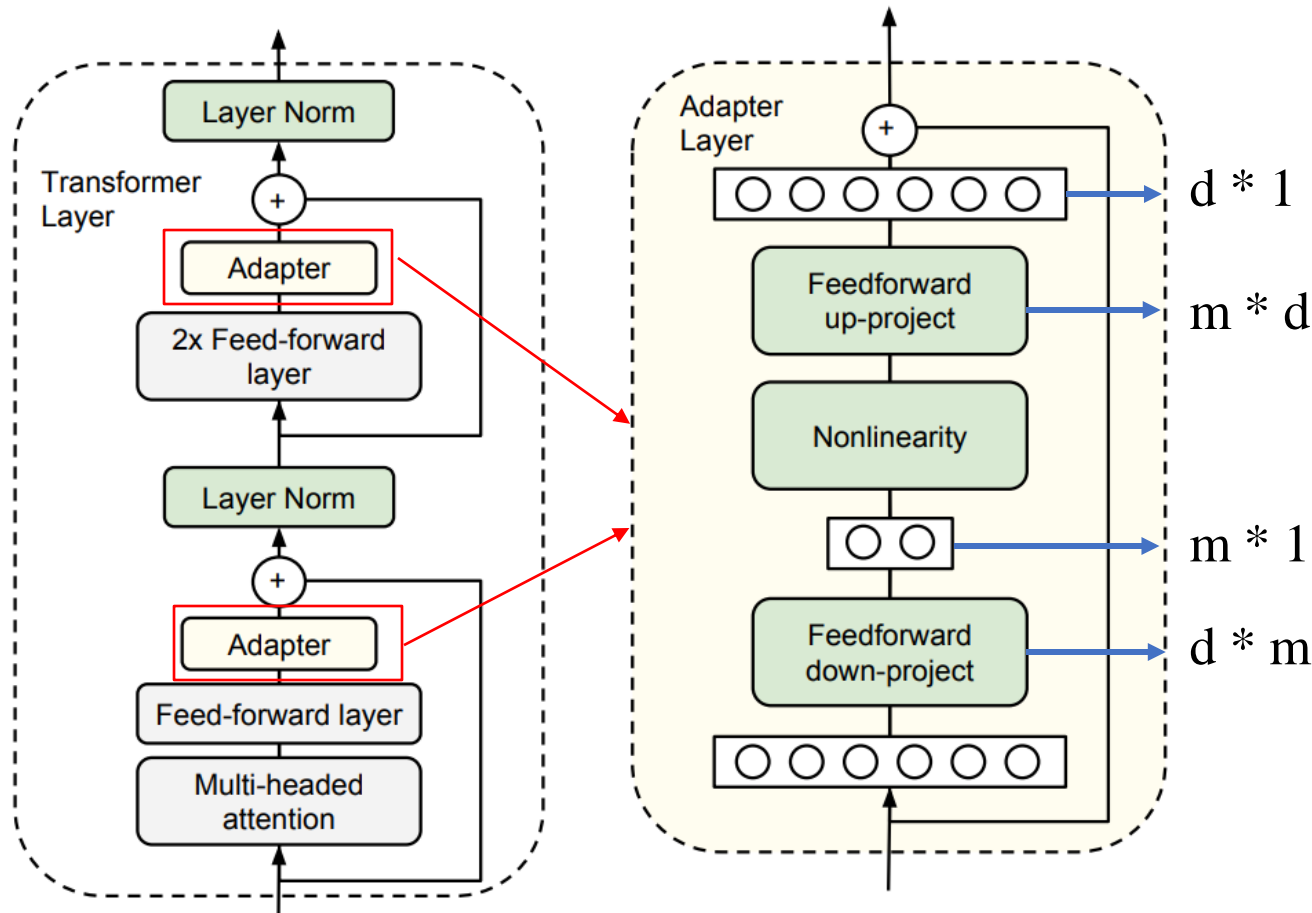 Layer Norm
Transformer
Layer
+
Adapter
2x Feed-forward
layer
Layer Norm
+
Adapter
Feed-forward layer
Multi-headed
attention
Adapter
Layer
+
d * 1
Feedforward
up-project
m * d
Nonlinearity
m * 1
Feedforward
down-project
d * m